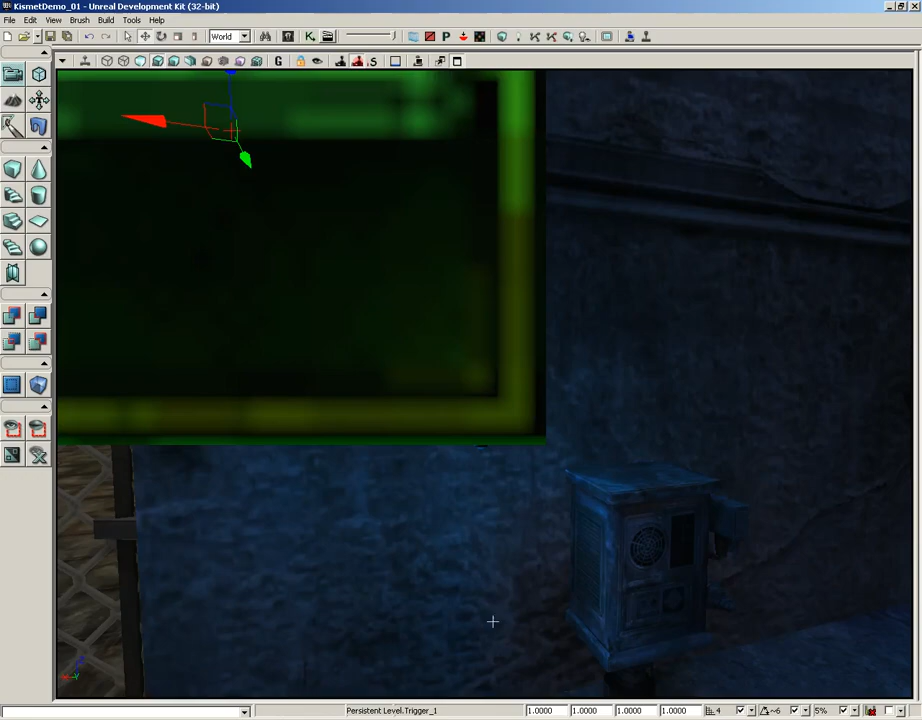 KismetDemo_01 - Unreal Development Kit (32-bit)
File Edit View Brush Build Tools Help
World
P
K
G
S
Persistent Level.Trigger_1 1.0000 1.0000 1.0000 1.0000 4 ~6 5%